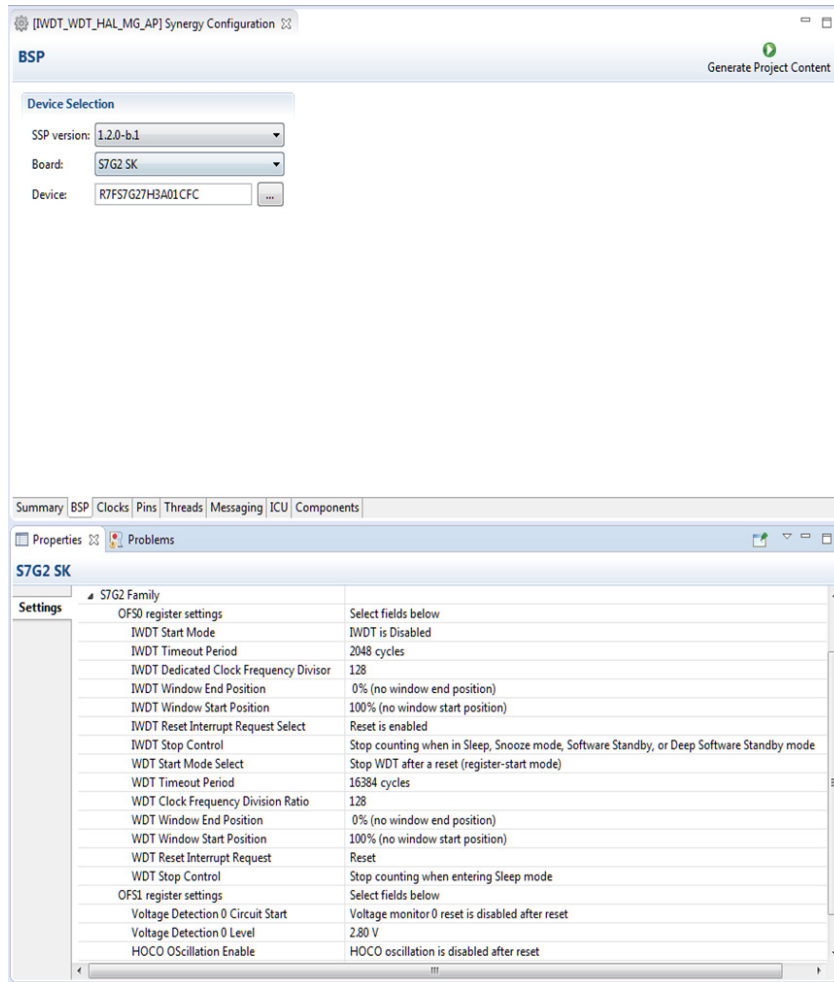 [IWDT_WDT_HAL_MG_AP] Synergy Configuration
BSP
Generate Project Content
Device Selection
SSP version: 1.2.0-b.1
Board: S7G2 SK
Device: R7FS7G27H3A01CFC ...
Summary BSP Clocks Pins Threads Messaging ICU Components
Properties Problems
S7G2 SK
Settings
S7G2 Family
OFS0 register settings Select fields below
IWDT Start Mode IWDT is Disabled
IWDT Timeout Period 2048 cycles
IWDT Dedicated Clock Frequency Divisor 128
IWDT Window End Position 0% (no window end position)
IWDT Window Start Position 100% (no window start position)
IWDT Reset Interrupt Request Select Reset is enabled
IWDT Stop Control Stop counting when in Sleep, Snooze mode, Software Standby, or Deep Software Standby mode
WDT Start Mode Select Stop WDT after a reset (register-start mode)
WDT Timeout Period 16384 cycles
WDT Clock Frequency Division Ratio 128
WDT Window End Position 0% (no window end position)
WDT Window Start Position 100% (no window start position)
WDT Reset Interrupt Request Reset
WDT Stop Control Stop counting when entering Sleep mode
OFS1 register settings Select fields below
Voltage Detection 0 Circuit Start Voltage monitor 0 reset is disabled after reset
Voltage Detection 0 Level 2.80 V
HOCO OScillation Enable HOCO oscillation is disabled after reset